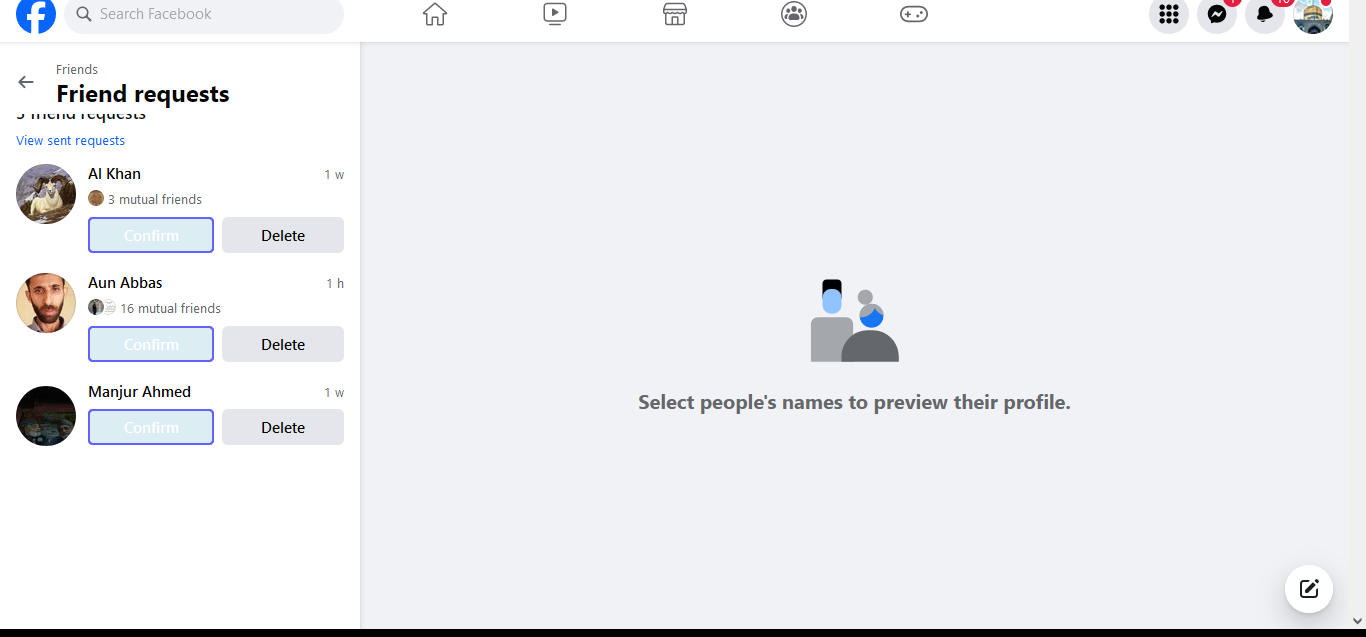 Search Facebook
Friends
Friend requests
3 friend requests
View sent requests
Al Khan 1 w
3 mutual friends
Confirm Delete
Aun Abbas 1 h
16 mutual friends
Confirm Delete
Manjur Ahmed 1 w
Confirm Delete
Select people's names to preview their profile.